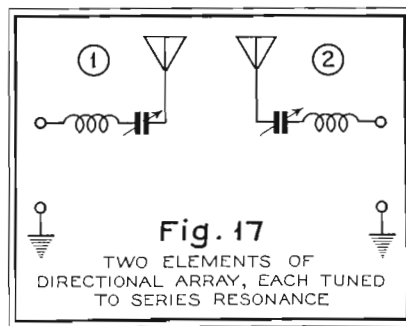 1
2
Fig. 17
TWO ELEMENTS OF
DIRECTIONAL ARRAY, EACH TUNED
TO SERIES RESONANCE